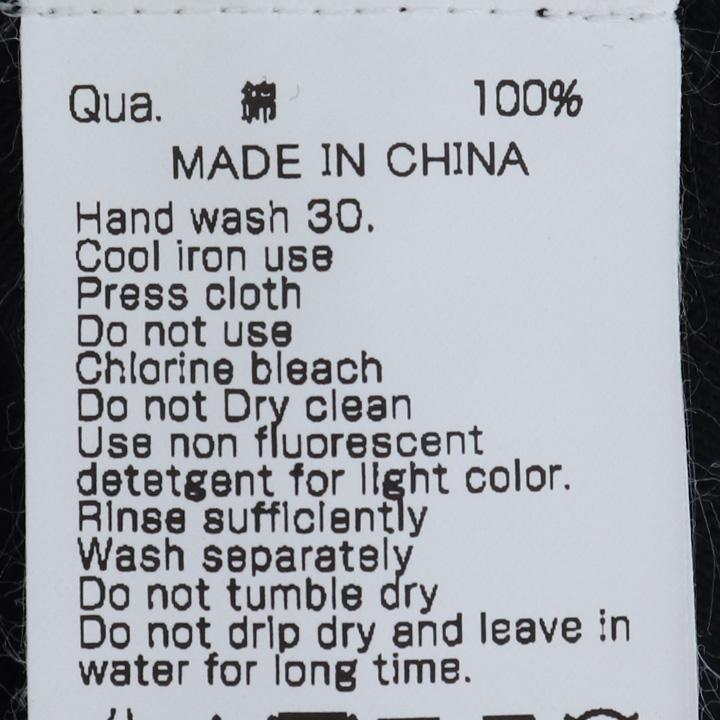 Qua. 綿 100%
MADE IN CHINA
Hand wash 30.
Cool iron use
Press cloth
Do not use
Chlorine bleach
Do not Dry clean
Use non fluorescent
detetgent for light color.
Rinse sufficiently
Wash separately
Do not tumble dry
Do not drip dry and leave in
water for long time.